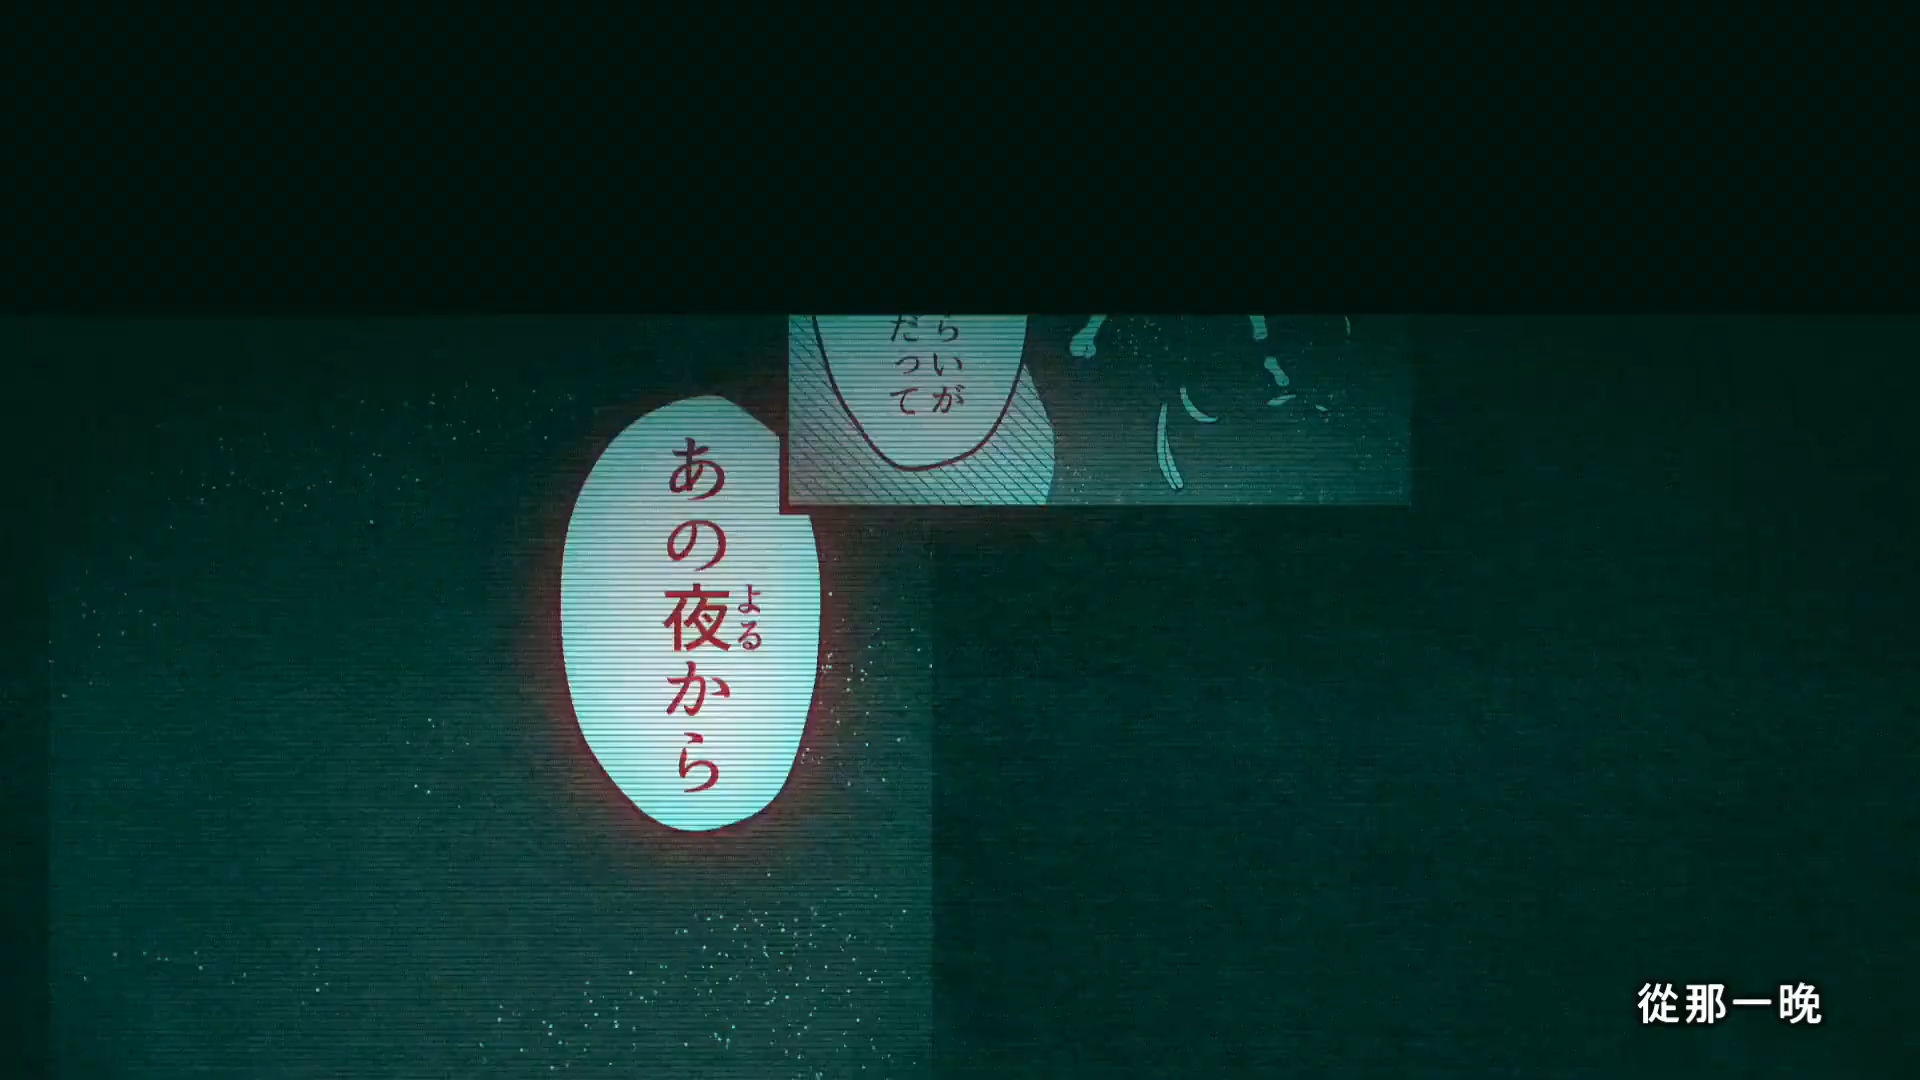 らいが
だって
あの夜から
よる
從那一晚